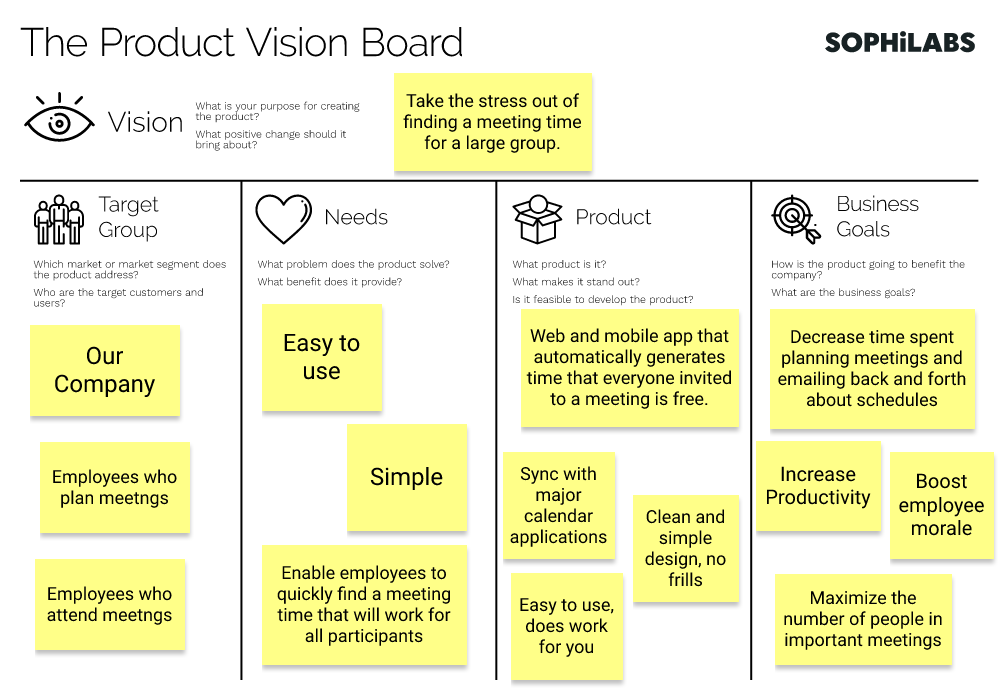 The Product Vision Board
SOPHiLABS
Vision
What is your purpose for creating
the product?
What positive change should it
bring about?
Take the stress out of
finding a meeting time
for a large group.
Target
Group
Which market or market segment does
the product address?
Who are the target customers and
users?
Our
Company
Employees who
plan meetngs
Employees who
attend meetngs
Needs
What problem does the product solve?
What benefit does it provide?
Easy to
use
Simple
Enable employees to
quickly find a meeting
time that will work for
all participants
Product
What product is it?
What makes it stand out?
Is it feasible to develop the product?
Web and mobile app that
automatically generates
time that everyone invited
to a meeting is free.
Sync with
major
calendar
applications
Clean and
simple
design, no
frills
Easy to use,
does work
for you
Business
Goals
How is the product going to benefit the
company?
What are the business goals?
Decrease time spent
planning meetings and
emailing back and forth
about schedules
Increase
Productivity
Boost
employee
morale
Maximize the
number of people in
important meetings